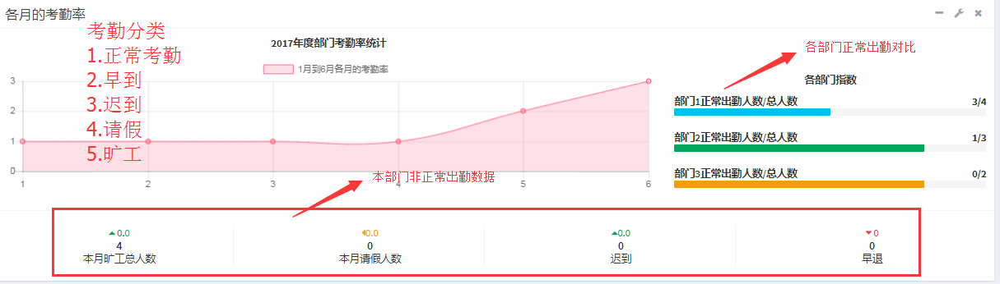 各月的考勤率
考勤分类
1.正常考勤
2.早到
3.迟到
4.请假
5.旷工
2017年度部门考勤率统计
1月到6月各月的考勤率
3
2
1
0
1 2 3 4 5 6
本部门非正常出勤数据
各部门正常出勤对比
各部门指数
部门1正常出勤人数/总人数 3/4
部门2正常出勤人数/总人数 1/3
部门3正常出勤人数/总人数 0/2
0.0
4
本月旷工总人数
0.0
0
本月请假人数
0.0
0
迟到
0
0
早退